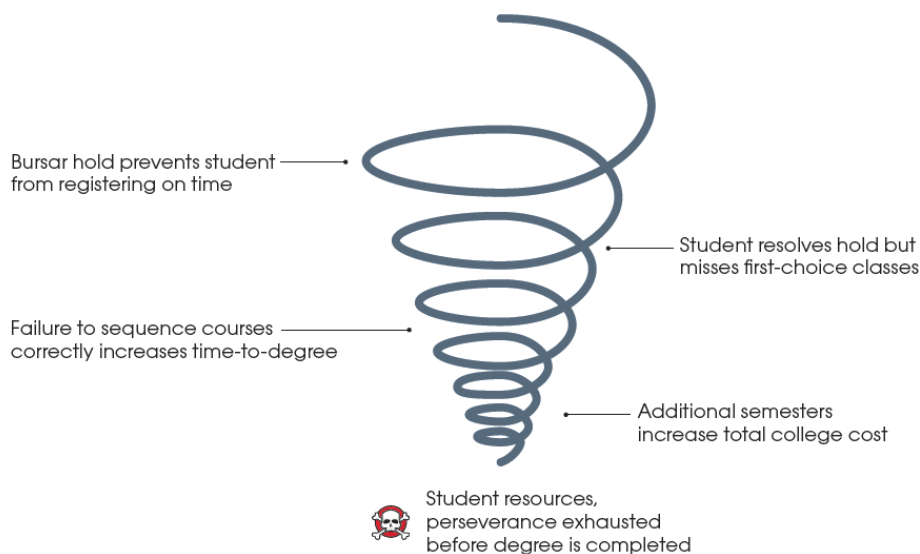 Bursar hold prevents student
from registering on time
Student resolves hold but
misses first-choice classes
Failure to sequence courses
correctly increases time-to-degree
Additional semesters
increase total college cost
Student resources,
perseverance exhausted
before degree is completed